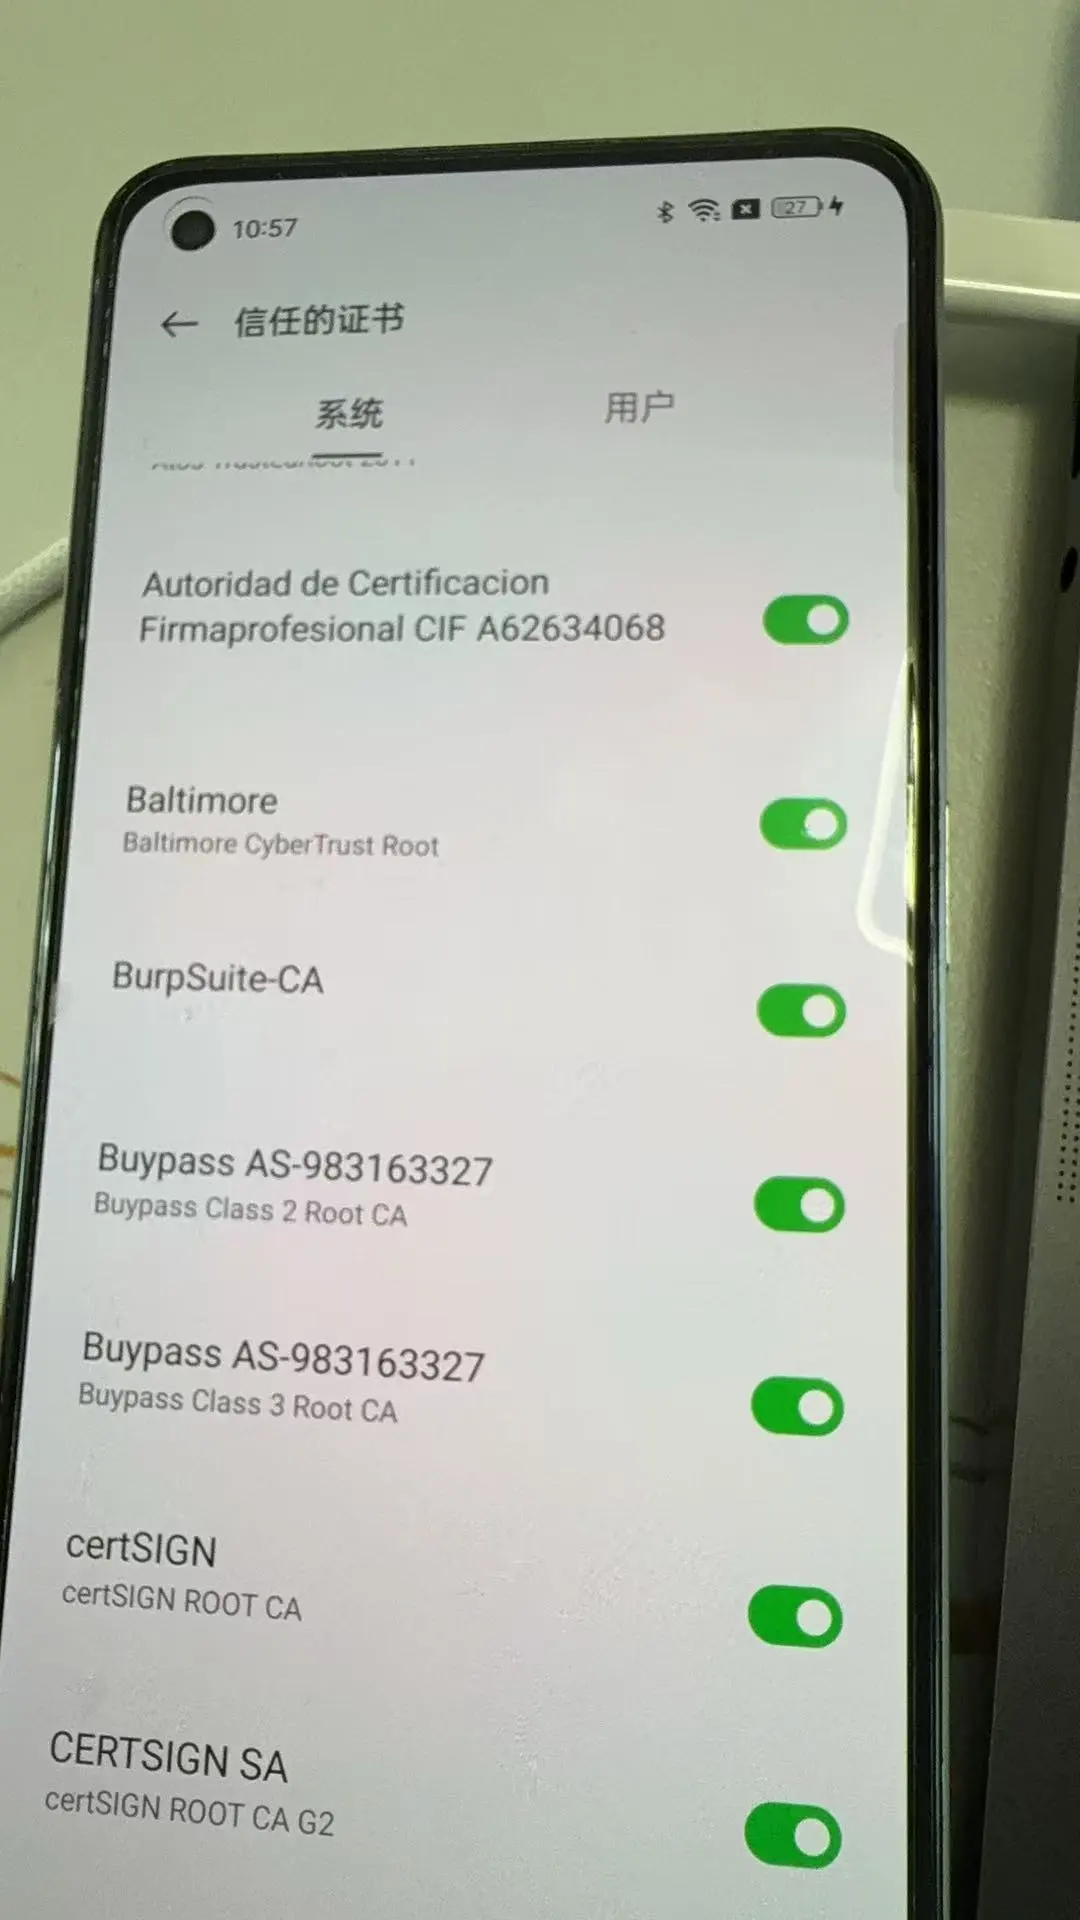 10:57
27
信任的证书
系统
用户
Autoridad de Certificacion
Firmaprofesional CIF A62634068
Baltimore
Baltimore CyberTrust Root
BurpSuite-CA
Buypass AS-983163327
Buypass Class 2 Root CA
Buypass AS-983163327
Buypass Class 3 Root CA
certSIGN
certSIGN ROOT CA
CERTSIGN SA
certSIGN ROOT CA G2